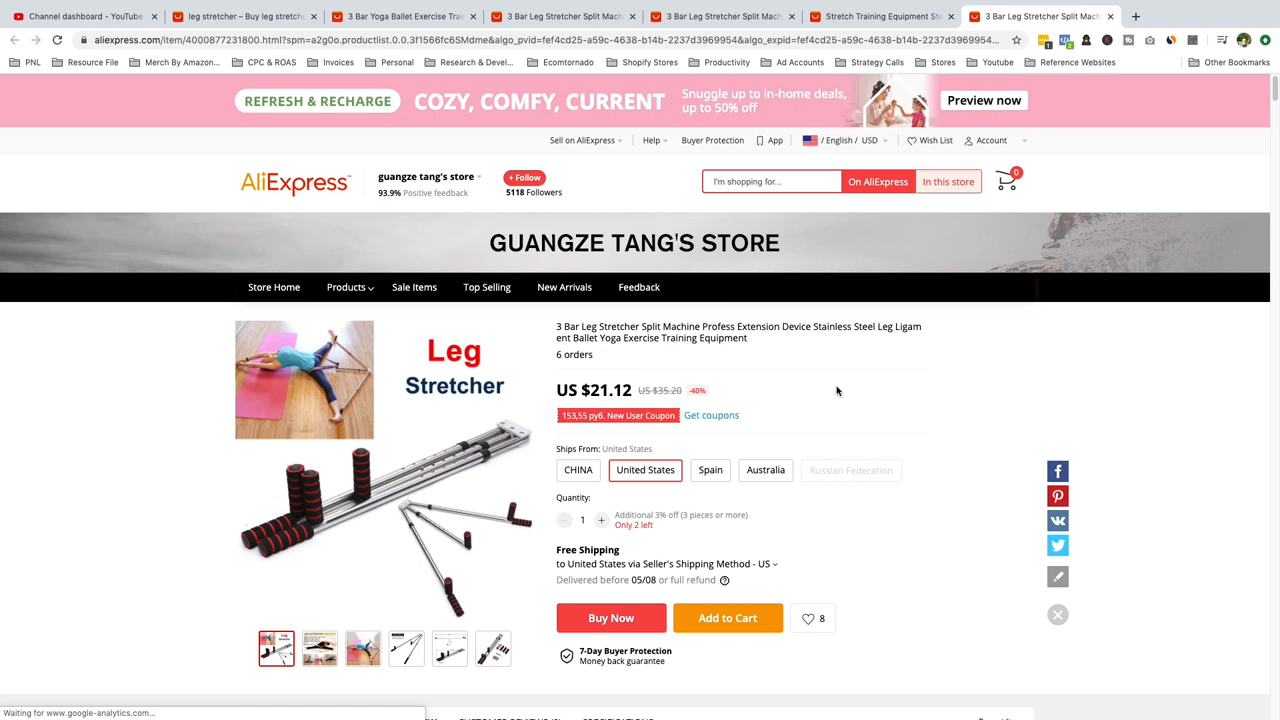 Channel dashboard - YouTube
leg stretcher – Buy leg stretche
3 Bar Yoga Ballet Exercise Trai
3 Bar Leg Stretcher Split Mach
3 Bar Leg Stretcher Split Mach
Stretch Training Equipment St
3 Bar Leg Stretcher Split Mach
aliexpress.com/item/4000877231800.html?spm=a2g0o.productlist.0.0.3f1566fc6SMdme&algo_pvid=fef4cd25-a59c-4638-b14b-2237d3969954&algo_expid=fef4cd25-a59c-4638-b14b-2237d3969954...
PNL
Resource File
Merch By Amazon...
CPC & ROAS
Invoices
Personal
Research & Devel...
Ecomtornado
Shopify Stores
Productivity
Ad Accounts
Strategy Calls
Stores
Youtube
Reference Websites
Other Bookmarks
REFRESH & RECHARGE
COZY, COMFY, CURRENT
Snuggle up to in-home deals,
up to 50% off
Preview now
Sell on AliExpress
Help
Buyer Protection
App
/ English / USD
Wish List
Account
AliExpress
guangze tang's store
93.9% Positive feedback
+ Follow
5118 Followers
I'm shopping for...
On AliExpress
In this store
0
GUANGZE TANG'S STORE
Store Home
Products
Sale Items
Top Selling
New Arrivals
Feedback
Leg
Stretcher
3 Bar Leg Stretcher Split Machine Profess Extension Device Stainless Steel Leg Ligam
ent Ballet Yoga Exercise Training Equipment
6 orders
US $21.12 US $35.20 -40%
153,55 руб. New User Coupon Get coupons
Ships From: United States
CHINA
United States
Spain
Australia
Russian Federation
Quantity:
1
Additional 3% off (3 pieces or more)
Only 2 left
Free Shipping
to United States via Seller's Shipping Method - US
Delivered before 05/08 or full refund
Buy Now
Add to Cart
8
7-Day Buyer Protection
Money back guarantee
Waiting for www.google-analytics.com...